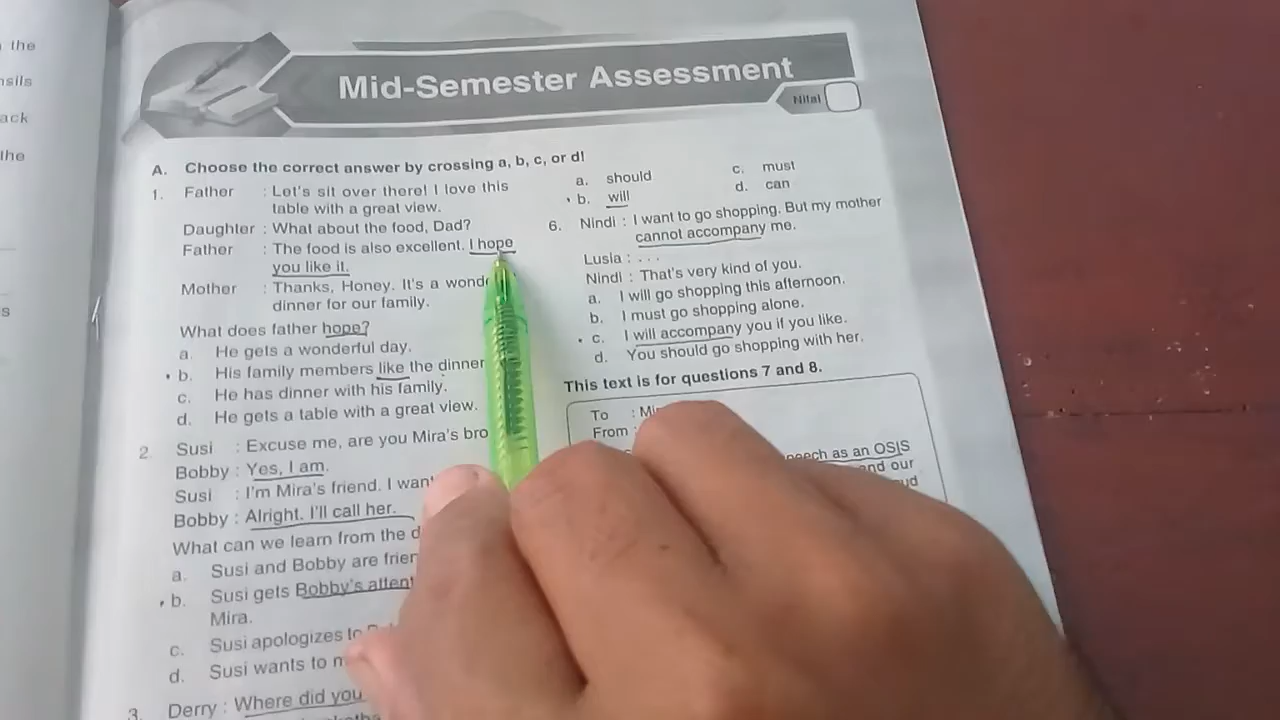 the
nsils
ack
the
s
Mid-Semester Assessment
Nilai
A. Choose the correct answer by crossing a, b, c, or d!
1. Father : Let's sit over there! I love this
table with a great view.
Daughter : What about the food, Dad?
Father : The food is also excellent. I hope
you like it.
Mother : Thanks, Honey. It's a
dinner for our family.
What does father hope?
a. He gets a wonderful day.
b. His family members like the dinner
c. He has dinner with his family.
d. He gets a table with a great view.
2. Susi : Excuse me, are you Mira's
Bobby : Yes, I am.
Susi : I'm Mira's friend. I
Bobby : Alright. I'll call her.
What can we learn from the
a. Susi and Bobby are
b. Susi gets Bobby's
Mira.
c. Susi apologizes to
d. Susi wants to
3. Derry : Where did you
a. should
b. will
c. must
d. can
6. Nindi : I want to go shopping. But my mother
cannot accompany me.
Lusia : . . .
Nindi : That's very kind of you.
a. I will go shopping this afternoon.
b. I must go shopping alone.
c. I will accompany you if you like.
d. You should go shopping with her.
This text is for questions 7 and 8.
To :
From :
as an OSIS
and our